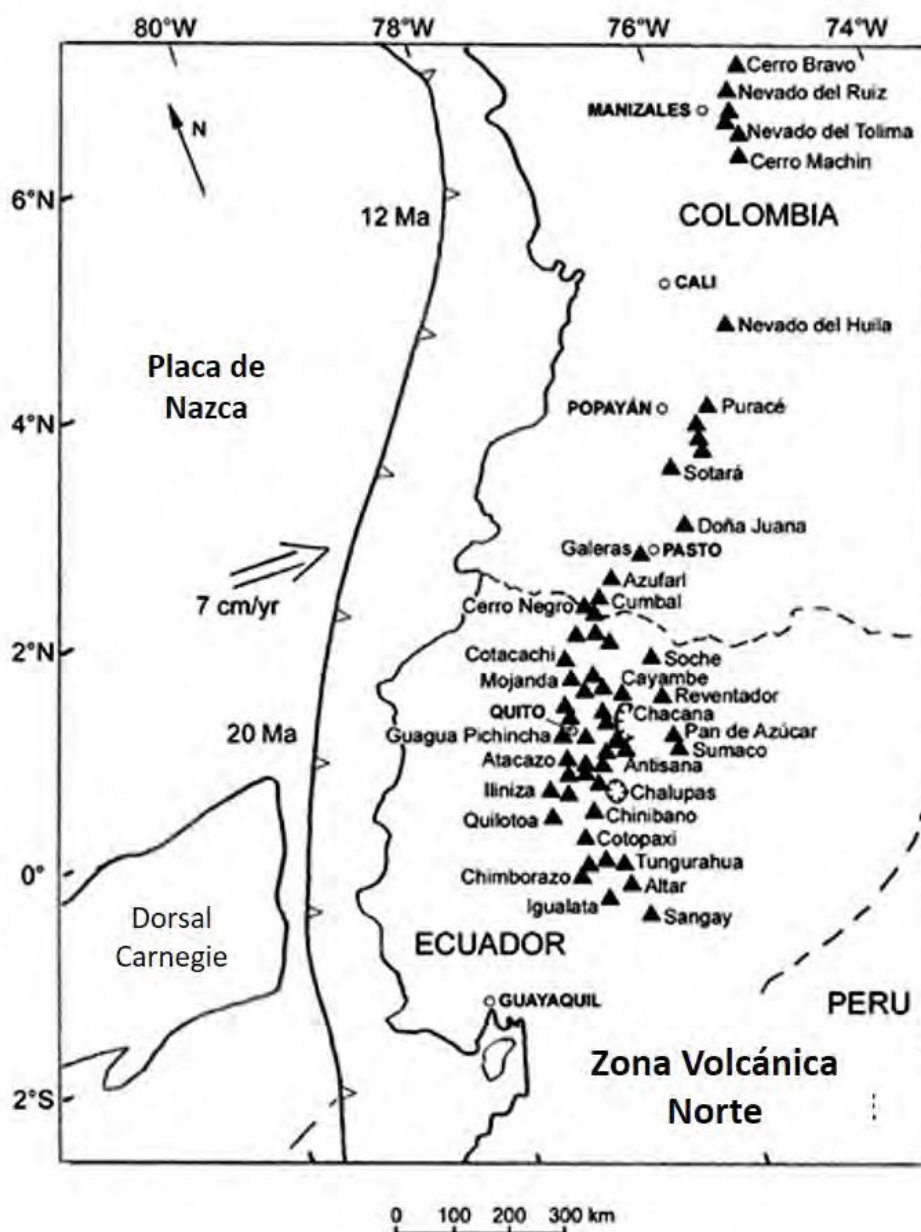 80°W
78°W
76°W
74°W
Cerro Bravo
Nevado del Ruiz
MANIZALES
Nevado del Tolima
Cerro Machin
N
6°N
12 Ma
COLOMBIA
CALI
Nevado del Huila
Placa de
Nazca
4°N
POPAYÁN
Puracé
Sotará
Doña Juana
Galeras
PASTO
7 cm/yr
Azufarl
Cerro Negro
Cumbal
2°N
Cotacachi
Soche
Mojanda
Cayambe
Reventador
QUITO
Chacana
20 Ma
Guagua Pichincha
Pan de Azúcar
Sumaco
Atacazo
Antisana
Iliniza
Chalupas
Quilotoa
Chinibano
Cotopaxi
0°
Chimborazo
Tungurahua
Altar
Igualata
Sangay
Dorsal
Carnegie
ECUADOR
GUAYAQUIL
PERU
Zona Volcánica
Norte
2°S
0 100 200 300 km